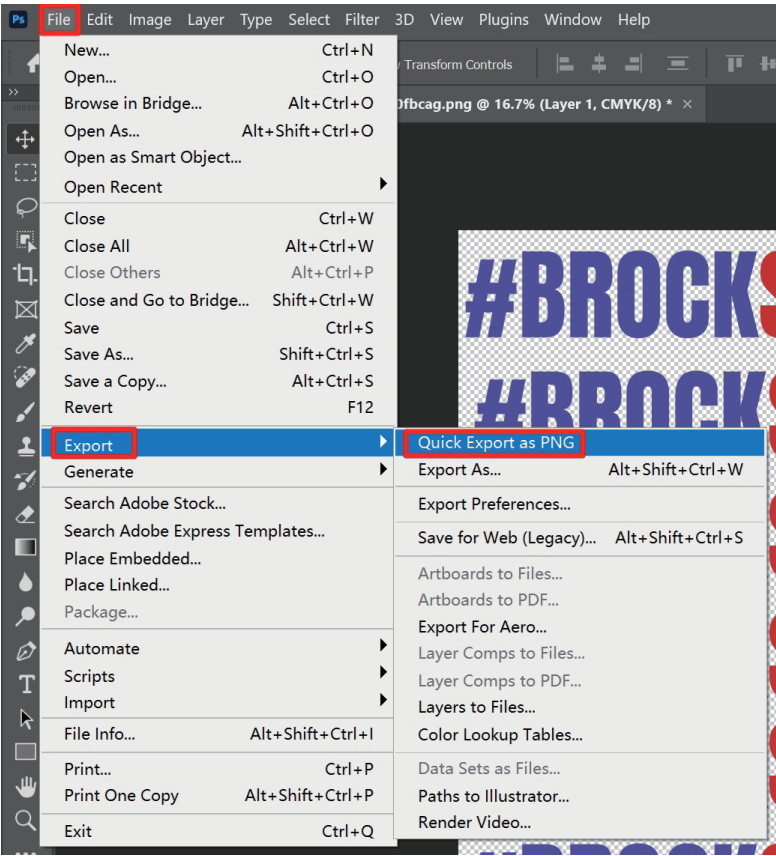 Ps File Edit Image Layer Type Select Filter 3D View Plugins Window Help
Transform Controls
fbcag.png @ 16.7% (Layer 1, CMYK/8) * ×
New... Ctrl+N
Open... Ctrl+O
Browse in Bridge... Alt+Ctrl+O
Open As... Alt+Shift+Ctrl+O
Open as Smart Object...
Open Recent
Close Ctrl+W
Close All Alt+Ctrl+W
Close Others Alt+Ctrl+P
Close and Go to Bridge... Shift+Ctrl+W
Save Ctrl+S
Save As... Shift+Ctrl+S
Save a Copy... Alt+Ctrl+S
Revert F12
Export
Generate
Search Adobe Stock...
Search Adobe Express Templates...
Place Embedded...
Place Linked...
Package...
Automate
Scripts
Import
File Info... Alt+Shift+Ctrl+I
Print... Ctrl+P
Print One Copy Alt+Shift+Ctrl+P
Exit Ctrl+Q
Quick Export as PNG
Export As... Alt+Shift+Ctrl+W
Export Preferences...
Save for Web (Legacy)... Alt+Shift+Ctrl+S
Artboards to Files...
Artboards to PDF...
Export For Aero...
Layer Comps to Files...
Layer Comps to PDF...
Layers to Files...
Color Lookup Tables...
Data Sets as Files...
Paths to Illustrator...
Render Video...
#BROCKS
#BROCKS